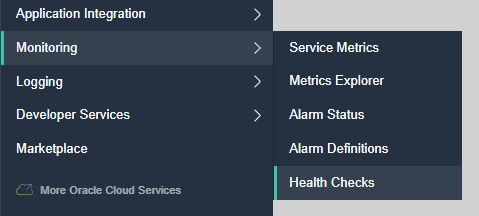 Application Integration
Monitoring
Logging
Developer Services
Marketplace
More Oracle Cloud Services
Service Metrics
Metrics Explorer
Alarm Status
Alarm Definitions
Health Checks